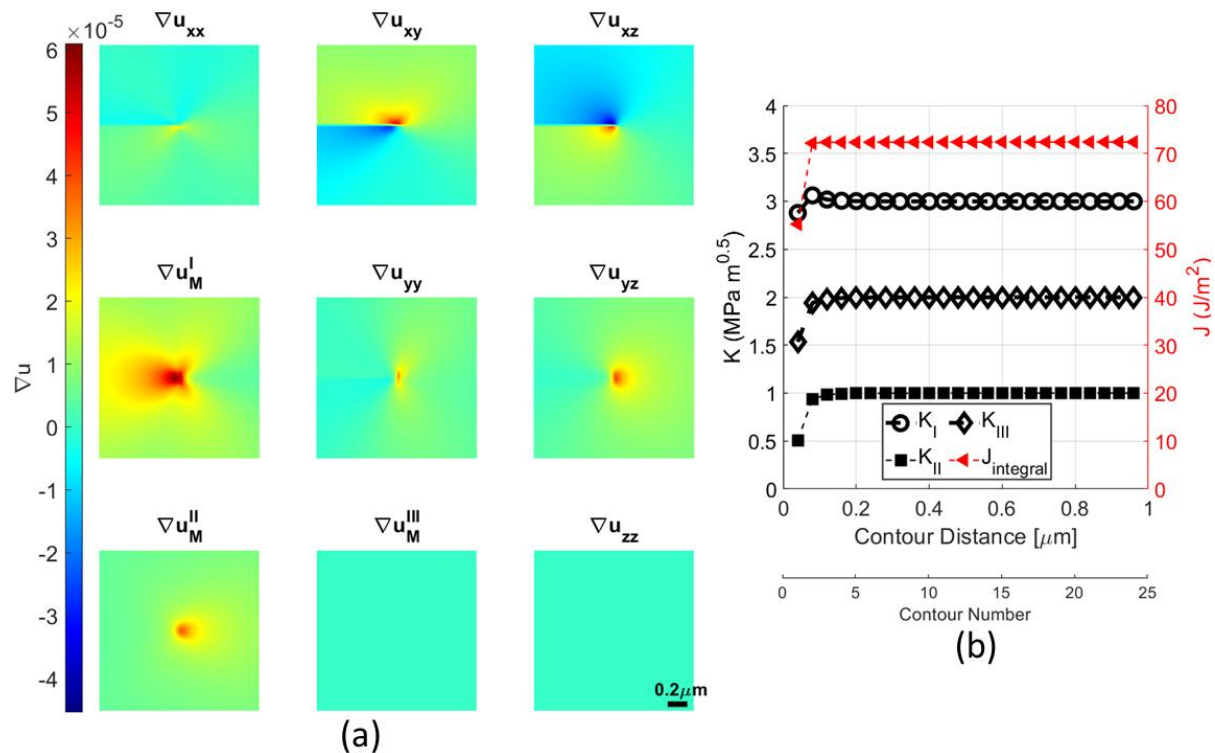 ×10⁻⁵
6
5
4
3
2
1
0
-1
-2
-3
-4
∇u
∇u_xx
∇u_xy
∇u_xz
∇u_M^I
∇u_yy
∇u_yz
∇u_M^II
∇u_M^III
∇u_zz
0.2μm
(a)
4
3.5
3
2.5
2
1.5
1
0.5
0
K (MPa m^0.5)
80
70
60
50
40
30
20
10
0
J (J/m²)
K_I
K_III
K_II
J_integral
0 0.2 0.4 0.6 0.8 1
Contour Distance [μm]
0 5 10 15 20 25
Contour Number
(b)